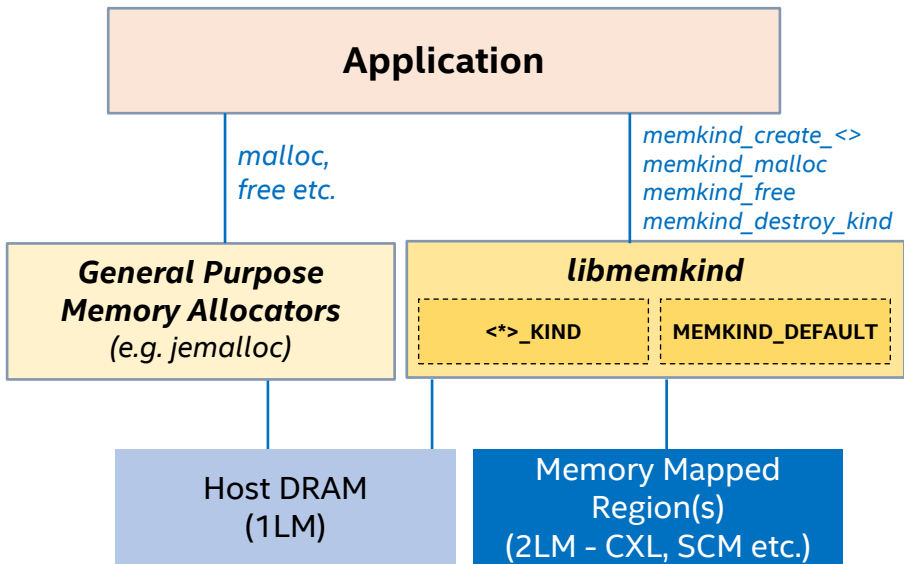 Application
malloc,
free etc.
memkind_create_<>
memkind_malloc
memkind_free
memkind_destroy_kind
General Purpose
Memory Allocators
(e.g. jemalloc)
libmemkind
<*>_KIND
MEMKIND_DEFAULT
Host DRAM
(1LM)
Memory Mapped
Region(s)
(2LM - CXL, SCM etc.)